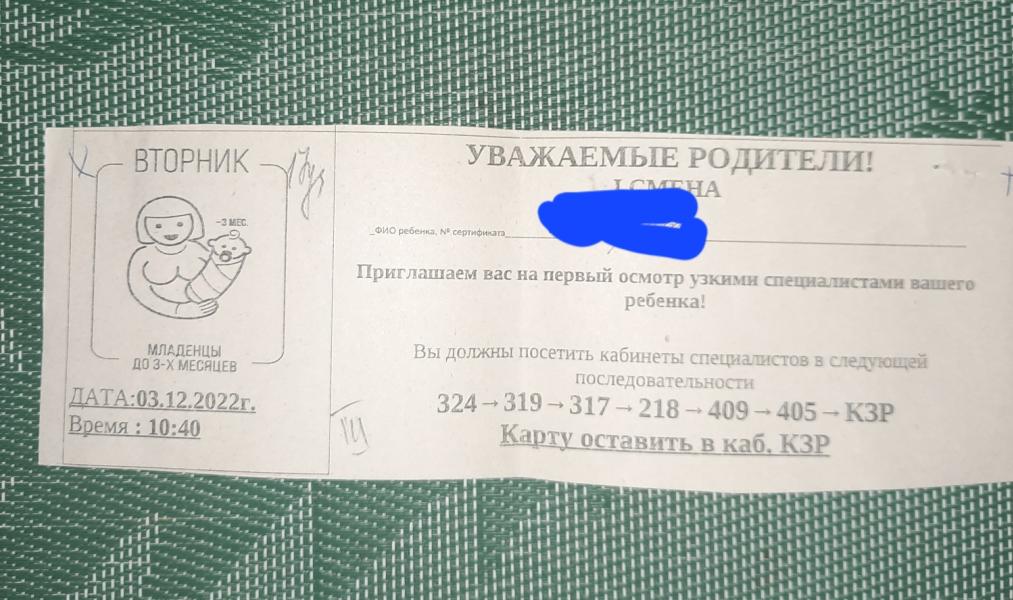 ВТОРНИК
~3 МЕС.
МЛАДЕНЦЫ
ДО 3-Х МЕСЯЦЕВ
ДАТА:03.12.2022г.
Время : 10:40
УВАЖАЕМЫЕ РОДИТЕЛИ!
I СМЕНА
_ФИО ребенка, № сертификата
Приглашаем вас на первый осмотр узкими специалистами вашего
ребенка!
Вы должны посетить кабинеты специалистов в следующей
последовательности
324→319→317→218→409→405→КЗР
Карту оставить в каб. КЗР